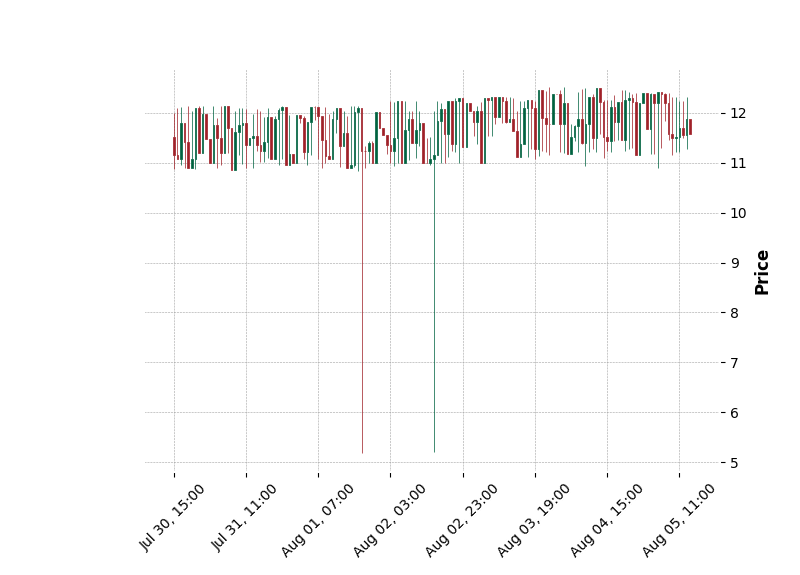 12
11
10
9
8
7
6
5
Price
Jul 30, 15:00
Jul 31, 11:00
Aug 01, 07:00
Aug 02, 03:00
Aug 02, 23:00
Aug 03, 19:00
Aug 04, 15:00
Aug 05, 11:00